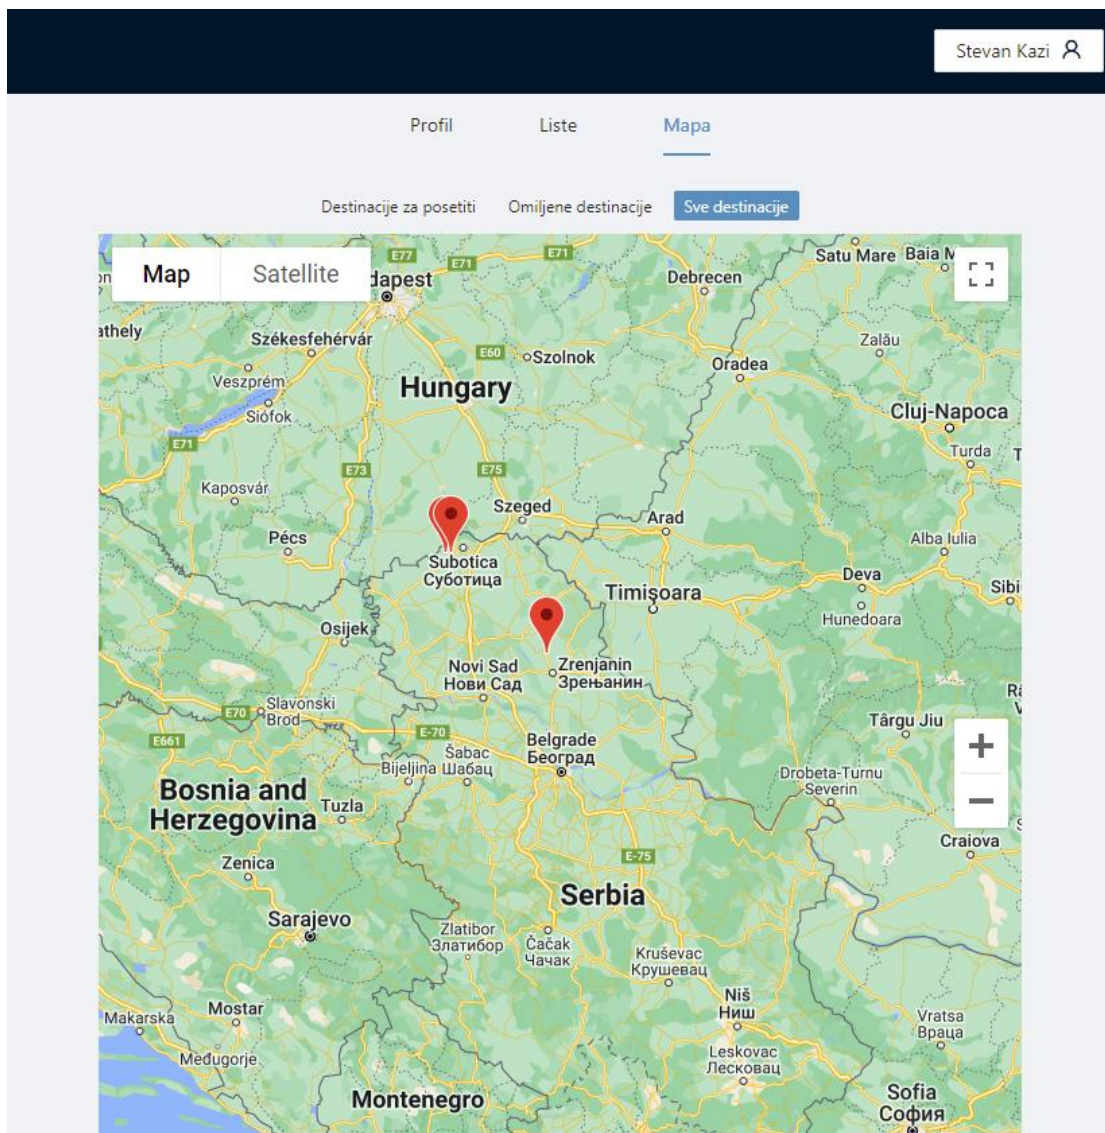 Stevan Kazi
Profil Liste Mapa
Destinacije za posetiti Omiljene destinacije Sve destinacije
Map Satellite
E77
E71
E71
Satu Mare
Debrecen
Székesfehérvár
Zalău
E60
Szolnok
Oradea
Veszprém
Hungary
Siófok
Cluj-Napoca
E71
Turda
E73
E75
Kaposvár
Szeged
Arad
Pécs
Alba Iulia
Subotica
Суботица
Deva
Timișoara
Hunedoara
Osijek
Novi Sad
Нови Сад
Zrenjanin
Зрењанин
Slavonski
Brod
E70
Târgu Jiu
E661
E-70
Belgrade
Београд
Šabac
Шабац
Bijeljina
Drobeta-Turnu
Severin
Bosnia and
Herzegovina
Tuzla
Craiova
Zenica
E-75
Serbia
Sarajevo
Zlatibor
Златибор
Čačak
Чачак
Kruševac
Крушевац
Mostar
Niš
Ниш
Makarska
Vratsa
Враца
Međugorje
Leskovac
Лесковац
Montenegro
Sofia
София